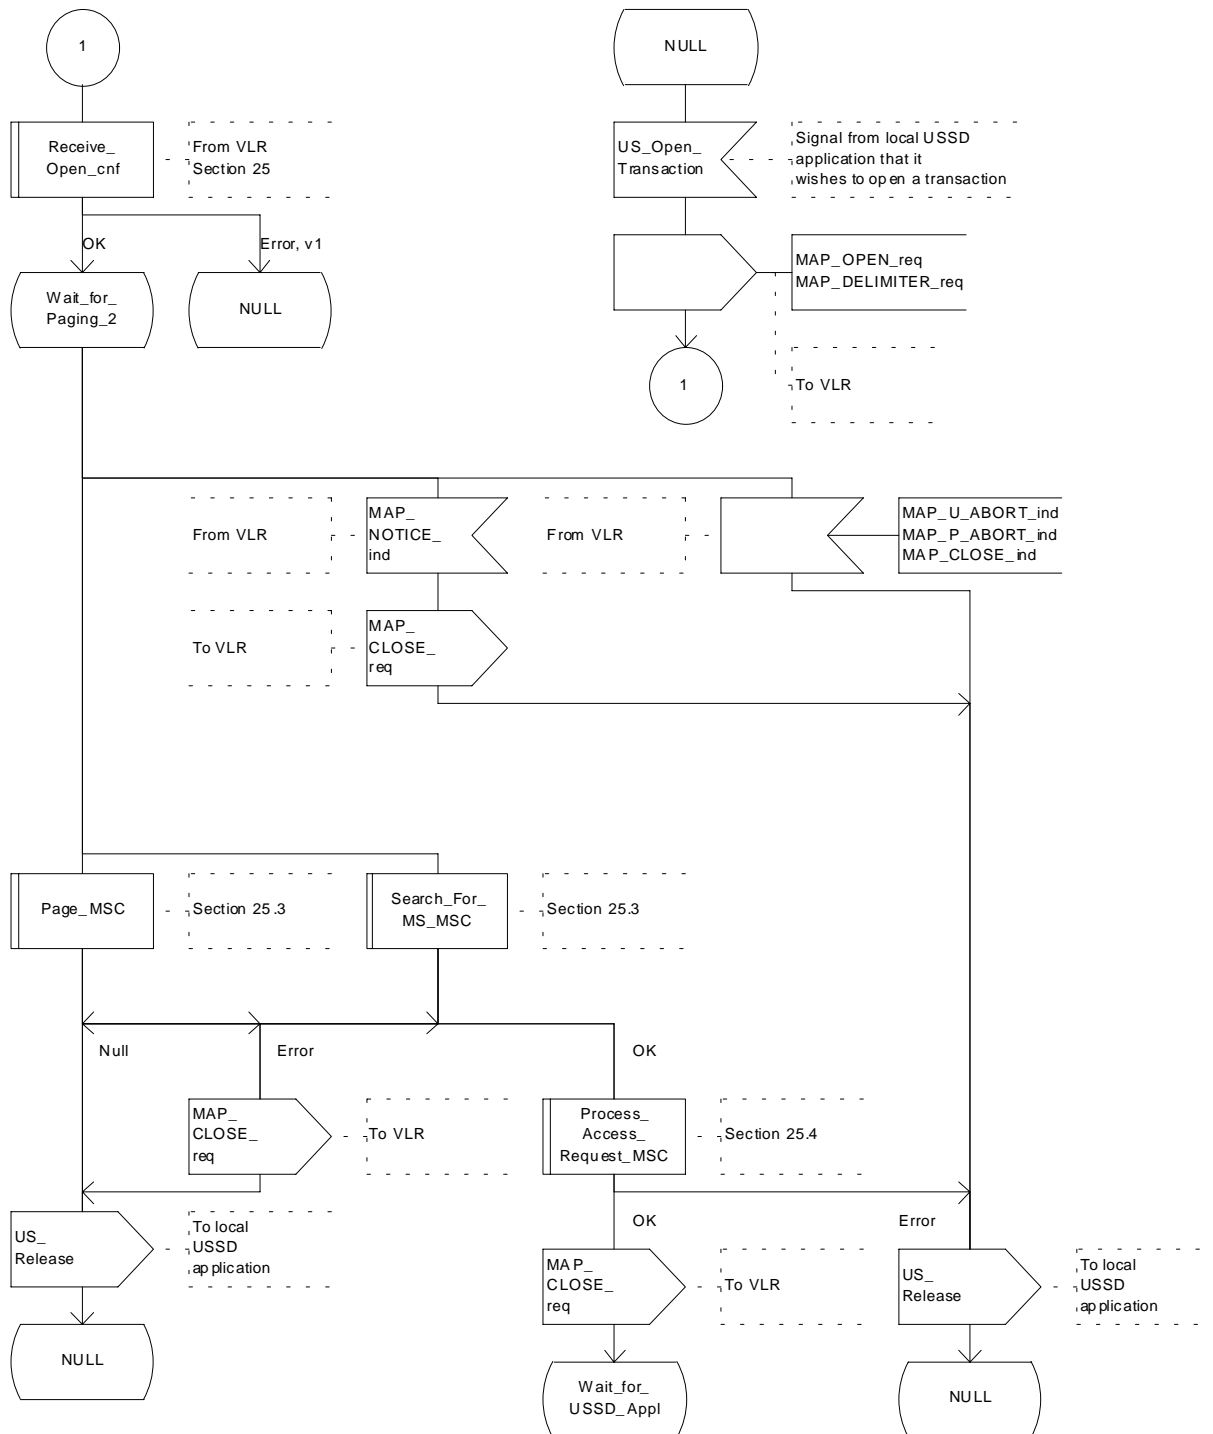 1
NULL
Receive_
Open_cnf
From VLR
Section 25
US_Open_
Transaction
Signal from local USSD
application that it
wishes to open a transaction
OK
Error, v1
Wait_for_
Paging_2
NULL
MAP_OPEN_req
MAP_DELIMITER_req
1
To VLR
From VLR
MAP_
NOTICE_
ind
From VLR
MAP_U_ABORT_ind
MAP_P_ABORT_ind
MAP_CLOSE_ind
To VLR
MAP_
CLOSE_
req
Page_MSC
Section 25.3
Search_For_
MS_MSC
Section 25.3
Null
Error
OK
MAP_
CLOSE_
req
To VLR
Process_
Access_
Request_MSC
Section 25.4
US_
Release
To local
USSD
application
OK
Error
MAP_
CLOSE_
req
To VLR
US_
Release
To local
USSD
application
NULL
Wait_for_
USSD_Appl
NULL